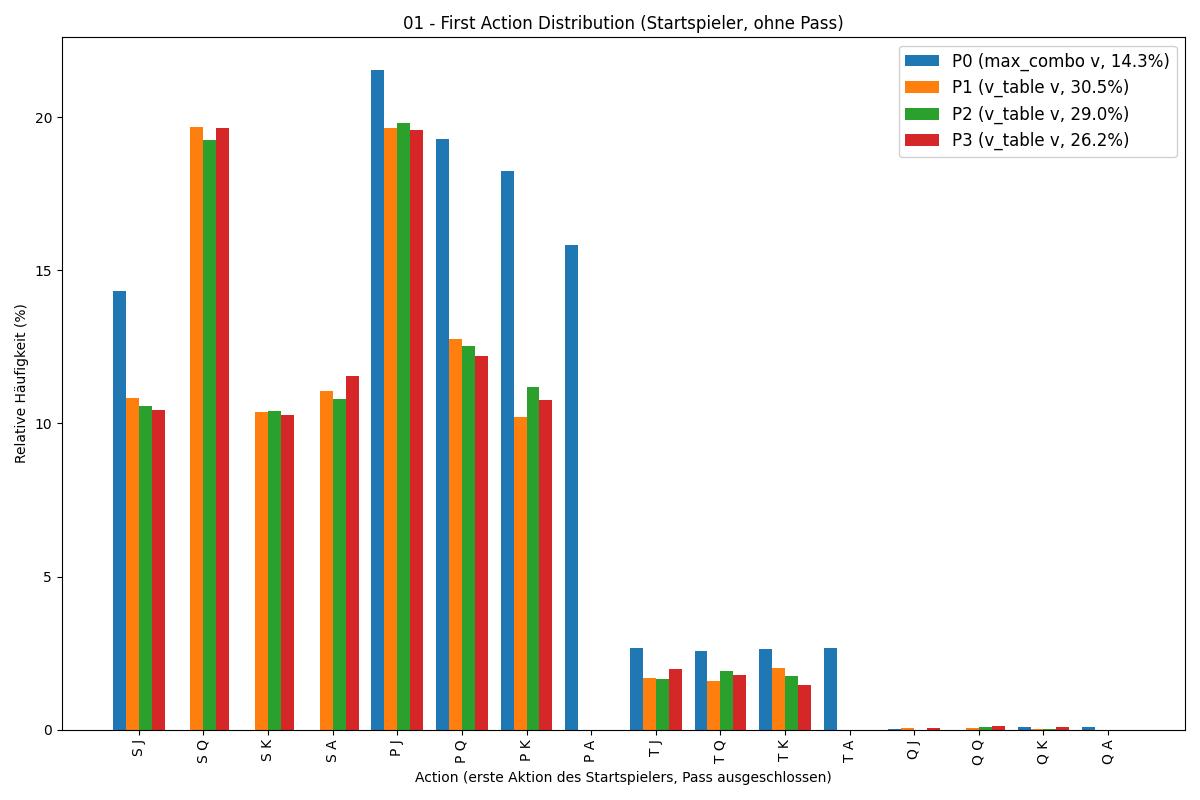 01 - First Action Distribution (Startspieler, ohne Pass)
P0 (max_combo v, 14.3%)
P1 (v_table v, 30.5%)
P2 (v_table v, 29.0%)
P3 (v_table v, 26.2%)
Relative Häufigkeit (%)
20
15
10
5
0
S J
S Q
S K
S A
P J
P Q
P K
P A
T J
T Q
T K
T A
Q J
Q Q
Q K
Q A
Action (erste Aktion des Startspielers, Pass ausgeschlossen)